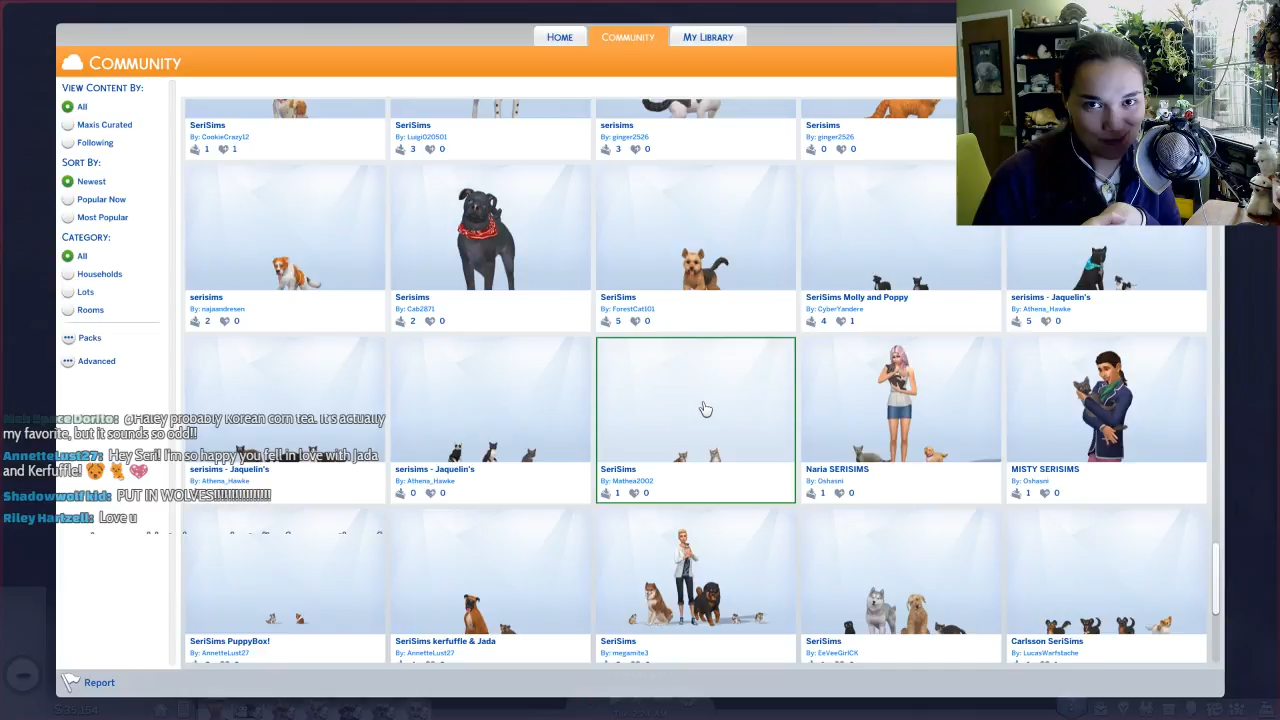 HOME
COMMUNITY
MY LIBRARY
COMMUNITY
VIEW CONTENT BY:
All
Maxis Curated
Following
SORT BY:
Newest
Popular Now
Most Popular
CATEGORY:
All
Households
Lots
Rooms
Packs
Advanced
SeriSims
By: CookieCrazy12
1 1
SeriSims
By: Luigi020501
3 0
serisims
By: ginger2526
3 0
Serisims
By: ginger2526
0 0
serisims
By: najaandresen
2 0
Serisims
By: Cab2871
2 0
SeriSims
By: ForestCat101
5 0
SeriSims Molly and Poppy
By: CyberYandere
4 1
serisims - Jaquelin's
By: Athena_Hawke
5 0
serisims - Jaquelin's
By: Athena_Hawke
serisims - Jaquelin's
By: Athena_Hawke
0 0
SeriSims
By: Mathea2002
1 0
Naria SERISIMS
By: Oshasni
1 0
MISTY SERISIMS
By: Oshasni
1 0
SeriSims PuppyBox!
By: AnnetteLust27
SeriSims kerfuffle & Jada
By: AnnetteLust27
SeriSims
By: megamite3
SeriSims
By: EeVeeGirlCK
Carlsson SeriSims
By: LucasWarfstache
Space Dorito: @Haley probably Korean corn tea. It's actually
my favorite, but it sounds so odd!!
AnnetteLust27: Hey Seri! I'm so happy you fell in love with Jada
and Kerfuffle!
Shadowwolf kid: PUT IN WOLVES!!!!!!!!!!!!!!!!!!!!!!
Riley Hartzell: Love u
Report